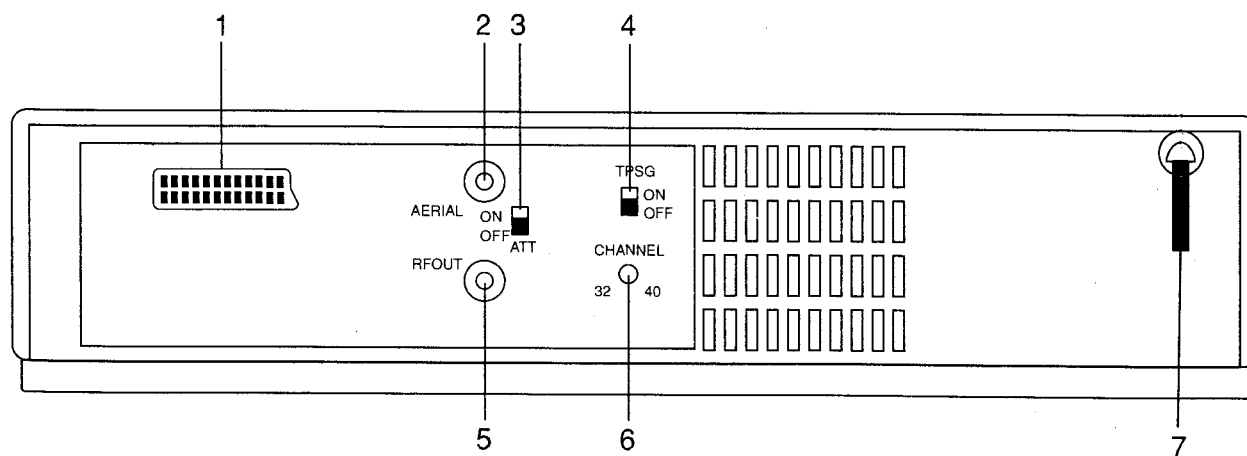 1 2 3 4
TPSG
ON
OFF
AERIAL
ON
OFF
ATT
CHANNEL
RFOUT
32 40
5 6 7